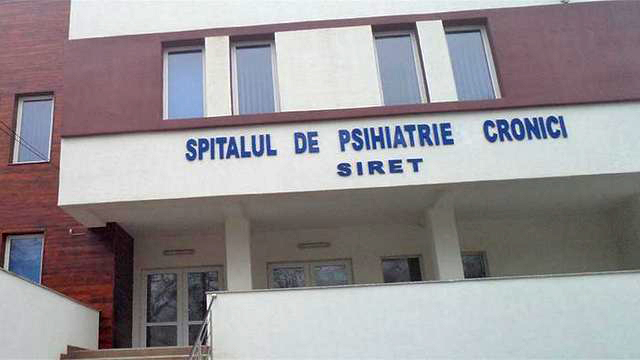 SPITALUL DE PSIHIATRIE CRONICI
SIRET